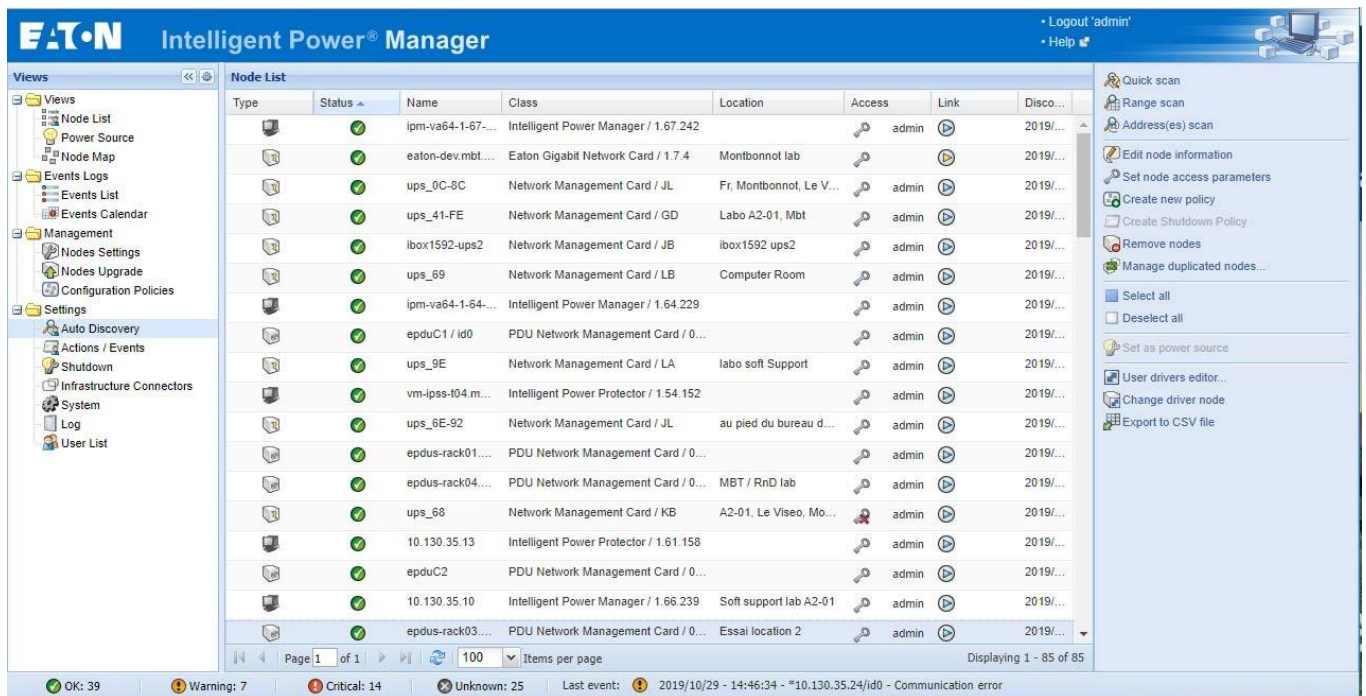 EATON Intelligent Power® Manager
• Logout 'admin'
• Help
Views
Views
Node List
Power Source
Node Map
Events Logs
Events List
Events Calendar
Management
Nodes Settings
Nodes Upgrade
Configuration Policies
Settings
Auto Discovery
Actions / Events
Shutdown
Infrastructure Connectors
System
Log
User List
Node List
Type Status Name Class Location Access Link Disco...
ipm-va64-1-67-... Intelligent Power Manager / 1.67.242 admin 2019/...
eaton-dev.mbt.... Eaton Gigabit Network Card / 1.7.4 Montbonnot lab 2019/...
ups_0C-8C Network Management Card / JL Fr, Montbonnot, Le V... admin 2019/...
ups_41-FE Network Management Card / GD Labo A2-01, Mbt admin 2019/...
ibox1592-ups2 Network Management Card / JB ibox1592 ups2 admin 2019/...
ups_69 Network Management Card / LB Computer Room admin 2019/...
ipm-va64-1-64-... Intelligent Power Manager / 1.64.229 admin 2019/...
epduC1 / id0 PDU Network Management Card / 0... admin 2019/...
ups_9E Network Management Card / LA labo soft Support admin 2019/...
vm-ipss-t04.m... Intelligent Power Protector / 1.54.152 admin 2019/...
ups_6E-92 Network Management Card / JL au pied du bureau d... admin 2019/...
epdus-rack01.... PDU Network Management Card / 0... admin 2019/...
epdus-rack04.... PDU Network Management Card / 0... MBT / RnD lab admin 2019/...
ups_68 Network Management Card / KB A2-01, Le Viseo, Mo... admin 2019/...
10.130.35.13 Intelligent Power Protector / 1.61.158 admin 2019/...
epduC2 PDU Network Management Card / 0... admin 2019/...
10.130.35.10 Intelligent Power Manager / 1.66.239 Soft support lab A2-01 admin 2019/...
epdus-rack03.... PDU Network Management Card / 0... Essai location 2 admin 2019/...
Page 1 of 1 100 Items per page Displaying 1 - 85 of 85
Quick scan
Range scan
Address(es) scan
Edit node information
Set node access parameters
Create new policy
Create Shutdown Policy
Remove nodes
Manage duplicated nodes...
Select all
Deselect all
Set as power source
User drivers editor...
Change driver node
Export to CSV file
OK: 39 Warning: 7 Critical: 14 Unknown: 25 Last event: 2019/10/29 - 14:46:34 - *10.130.35.24/id0 - Communication error